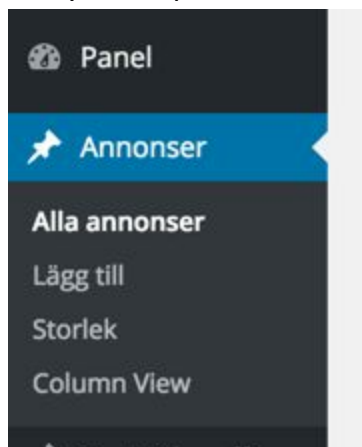 Panel
Annonser
Alla annonser
Lägg till
Storlek
Column View